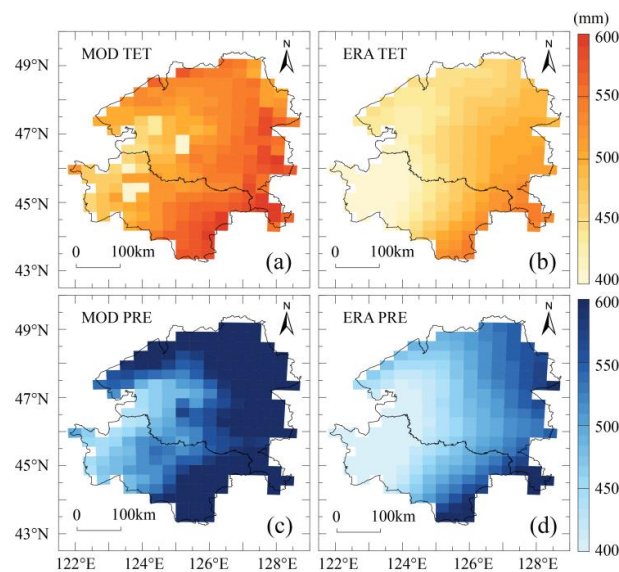 (mm)
MOD TET
N
ERA TET
N
600
49°N
550
47°N
500
45°N
450
0 100km
(a)
0 100km
(b)
43°N
400
MOD PRE
N
ERA PRE
N
600
49°N
550
47°N
500
45°N
450
0 100km
(c)
0 100km
(d)
43°N
400
122°E 124° 126° 128° 122°E 124° 126° 128°